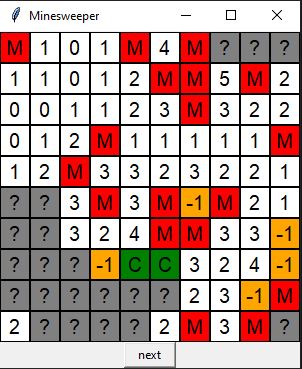 Minesweeper
M 1 0 1 M 4 M ? ? ?
1 1 0 1 2 M M 5 M 2
0 0 1 1 2 3 M 3 2 2
0 1 2 M 1 1 1 1 1 M
1 2 M 3 3 2 3 2 2 1
? ? 3 M 3 M -1 M 2 1
? ? 3 2 4 M M 3 3 -1
? ? ? -1 C C 3 2 4 -1
? ? ? ? ? ? 2 3 -1 M
2 ? ? ? ? 2 M 3 M ?
next